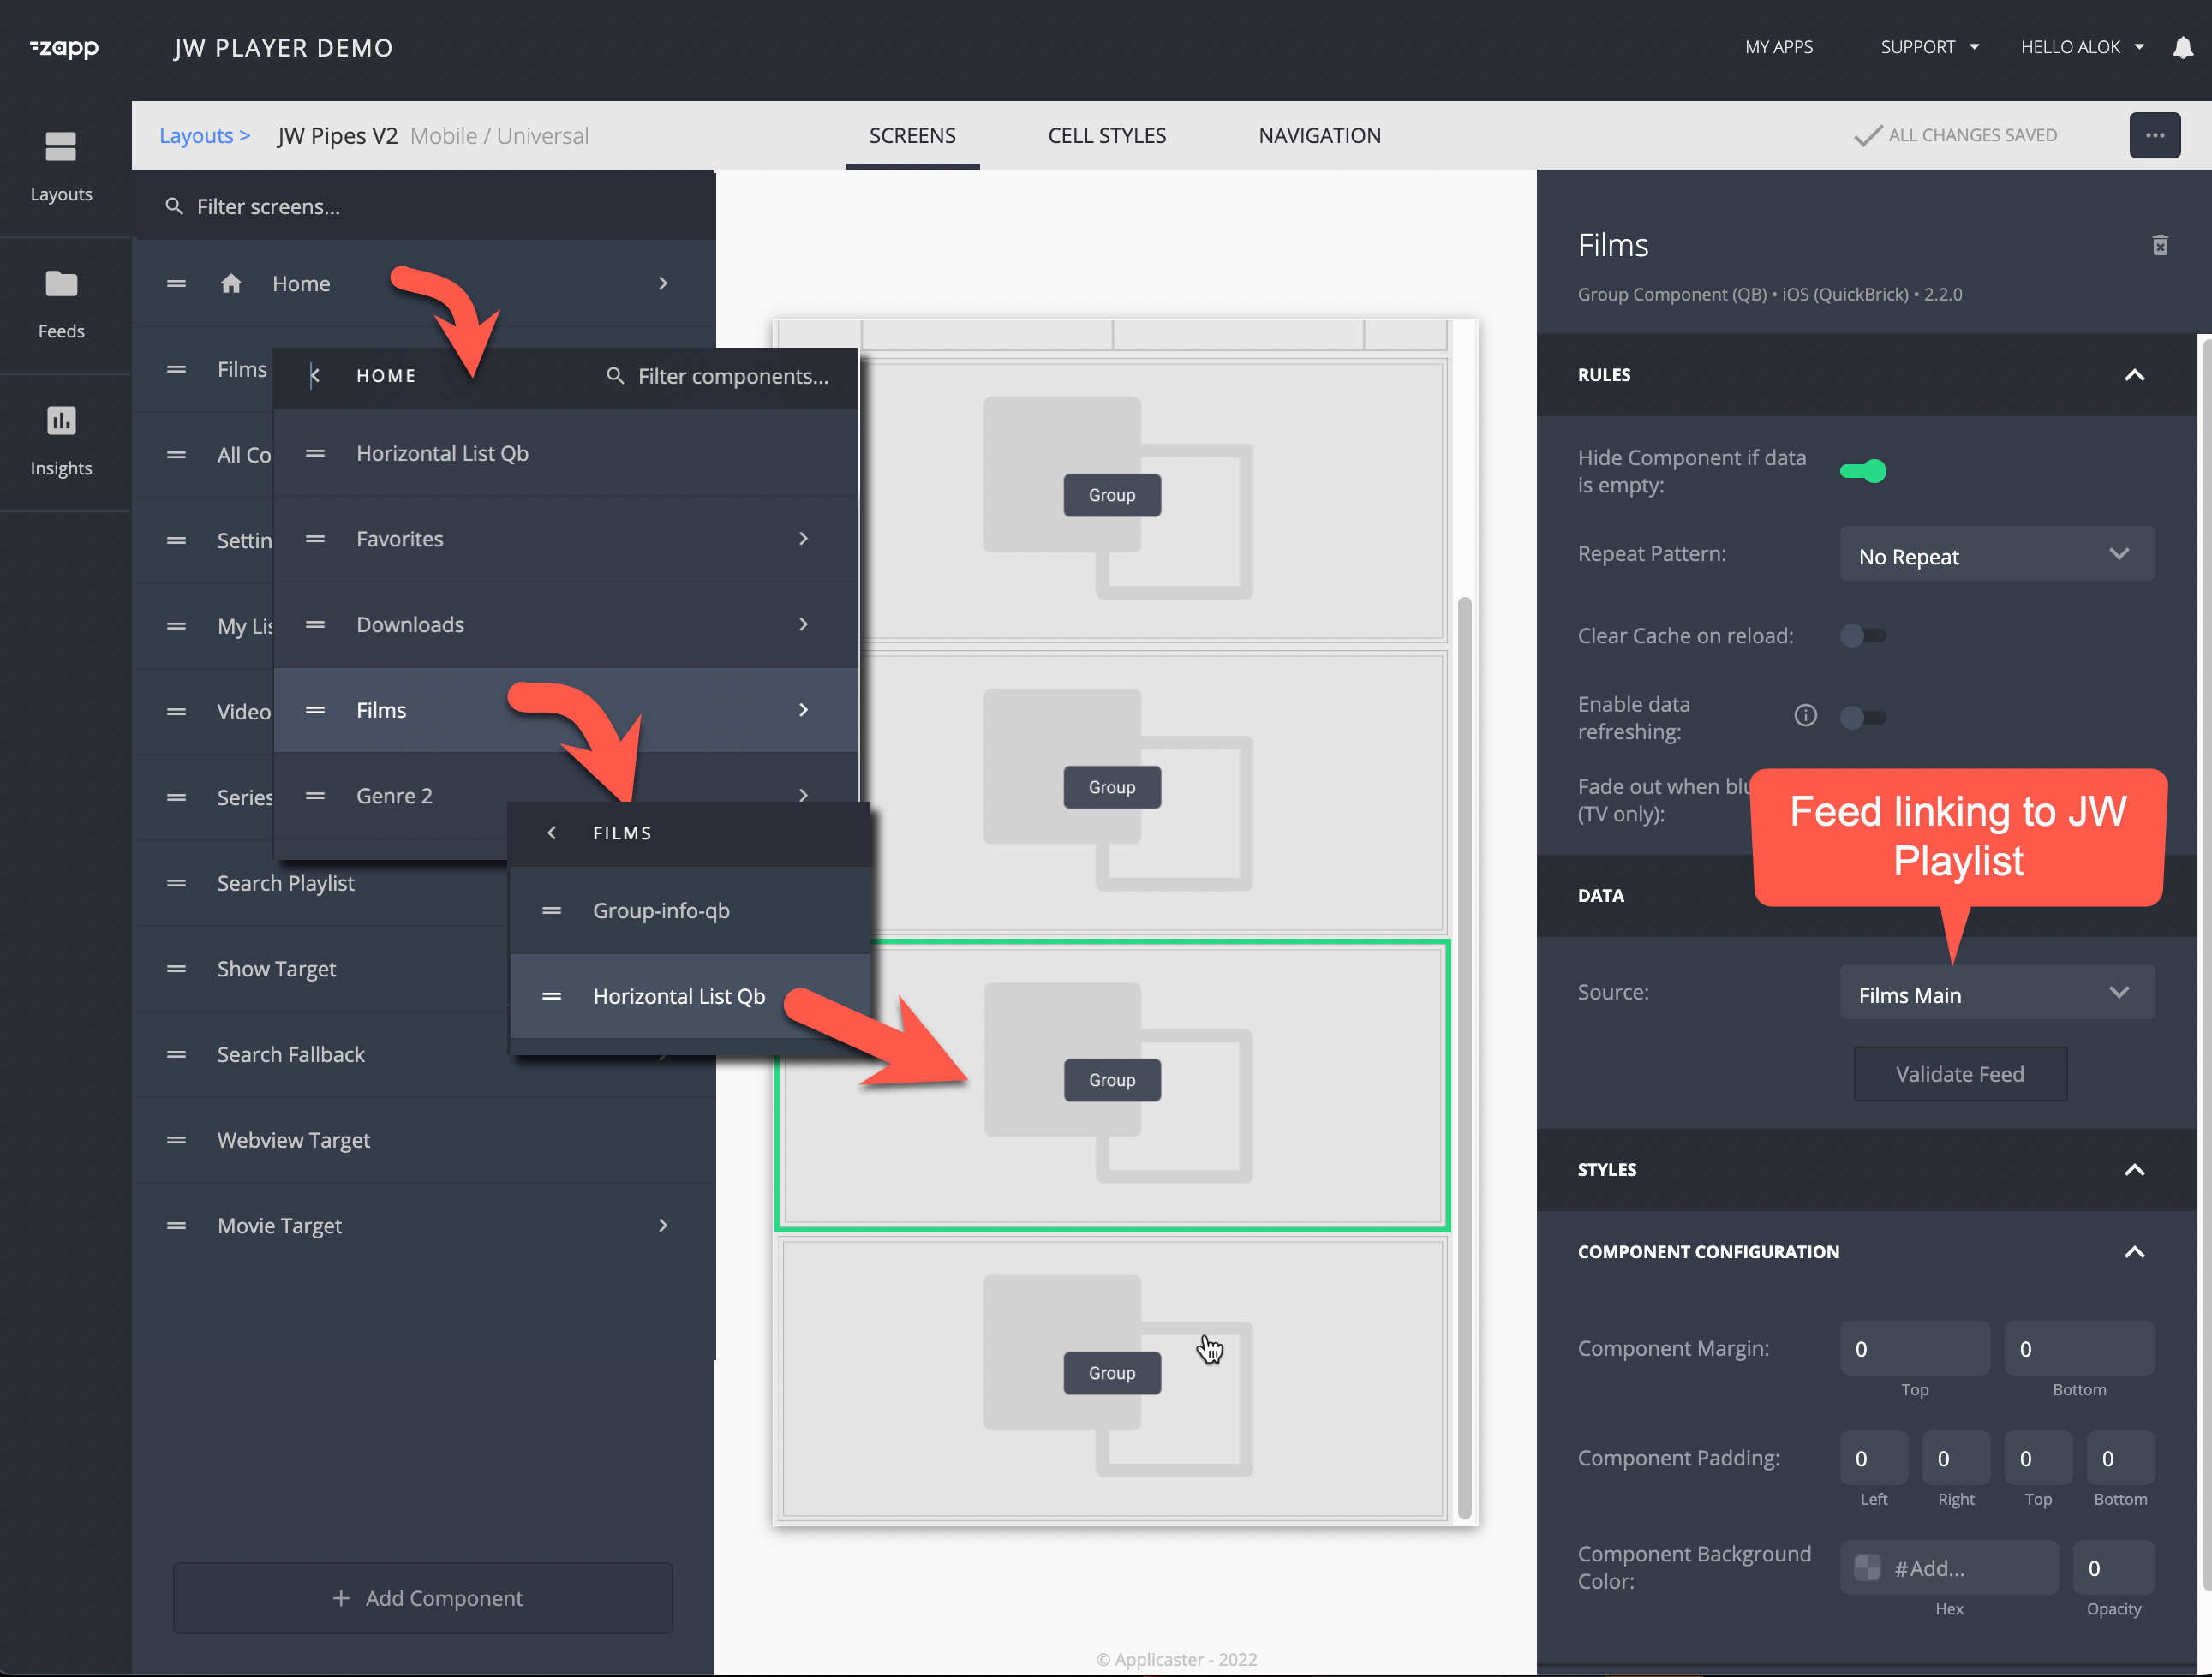 zapp
JW PLAYER DEMO
MY APPS
SUPPORT
HELLO ALOK
Layouts >
JW Pipes V2 Mobile / Universal
SCREENS
CELL STYLES
NAVIGATION
ALL CHANGES SAVED
...
Layouts
Feeds
Insights
Filter screens...
Home
Films
All Co
Settin
My Lis
Video
Series
Search Playlist
Show Target
Search Fallback
Webview Target
Movie Target
+ Add Component
HOME
Filter components...
Horizontal List Qb
Favorites
Downloads
Films
Genre 2
FILMS
Group-info-qb
Horizontal List Qb
Group
Group
Group
Group
© Applicaster - 2022
Films
Group Component (QB) • iOS (QuickBrick) • 2.2.0
RULES
Hide Component if data
is empty:
Repeat Pattern:
No Repeat
Clear Cache on reload:
Enable data
refreshing:
Fade out when blu
(TV only):
Feed linking to JW
Playlist
DATA
Source:
Films Main
Validate Feed
STYLES
COMPONENT CONFIGURATION
Component Margin:
0 0
Top Bottom
Component Padding:
0 0 0 0
Left Right Top Bottom
Component Background
Color:
#Add...
0
Hex Opacity